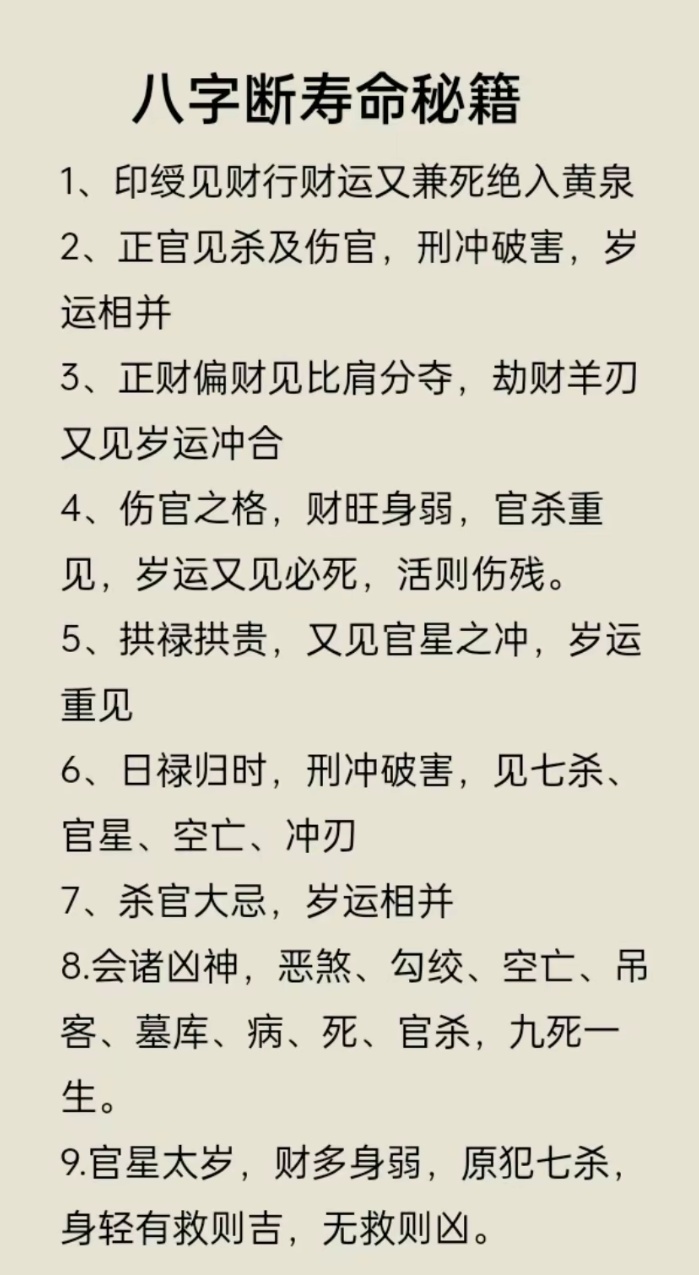 八字断寿命秘籍
1、印绶见财行财运又兼死绝入黄泉
2、正官见杀及伤官，刑冲破害，岁
运相并
3、正财偏财见比肩分夺，劫财羊刃
又见岁运冲合
4、伤官之格，财旺身弱，官杀重
见，岁运又见必死，活则伤残。
5、拱禄拱贵，又见官星之冲，岁运
重见
6、日禄归时，刑冲破害，见七杀、
官星、空亡、冲刃
7、杀官大忌，岁运相并
8.会诸凶神，恶煞、勾绞、空亡、吊
客、墓库、病、死、官杀，九死一
生。
9.官星太岁，财多身弱，原犯七杀，
身轻有救则吉，无救则凶。